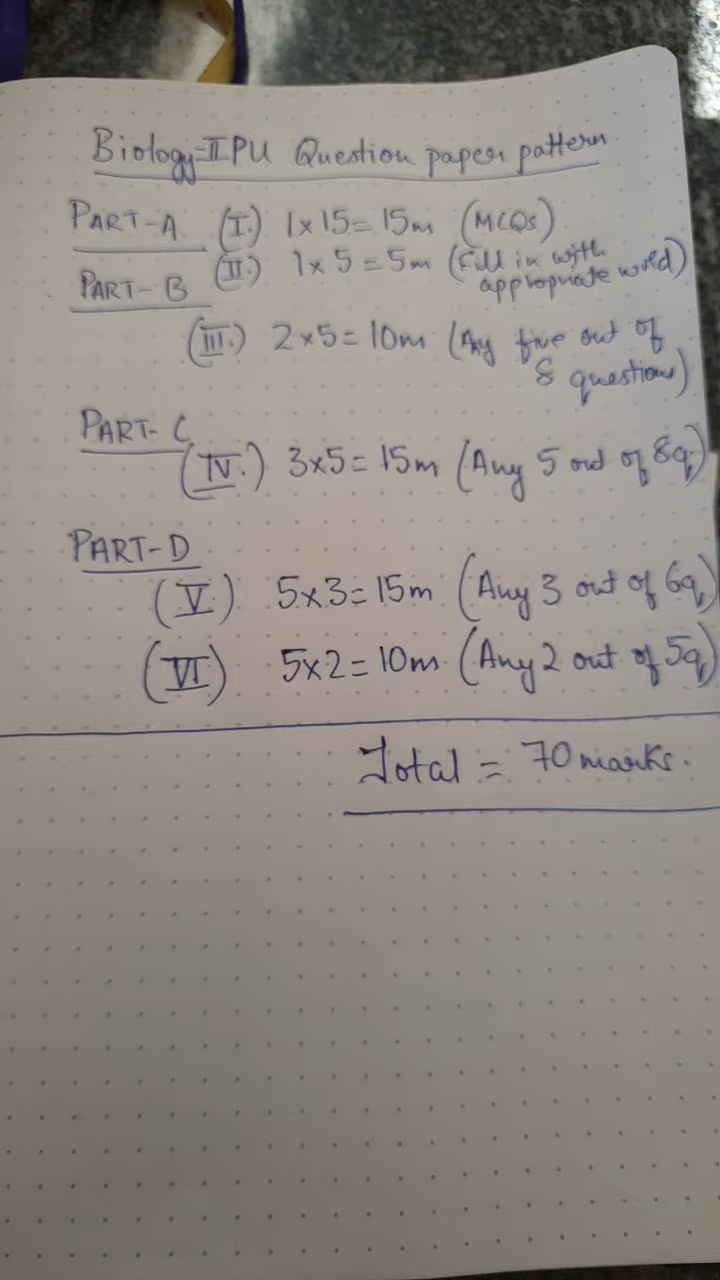 Biology-II PU Question paper pattern
PART-A (I.) 1x15=15m (MCQs)
(II.) 1x5=5m (Fill in with
appropriate word)
PART-B
(III.) 2x5=10m (Any five out of
8 questions)
PART-C
(IV.) 3x5=15m (Any 5 out of 8q)
PART-D
(V.) 5x3=15m (Any 3 out of 6q)
(VI) 5x2=10m (Any 2 out of 5q)
Total = 70 marks.